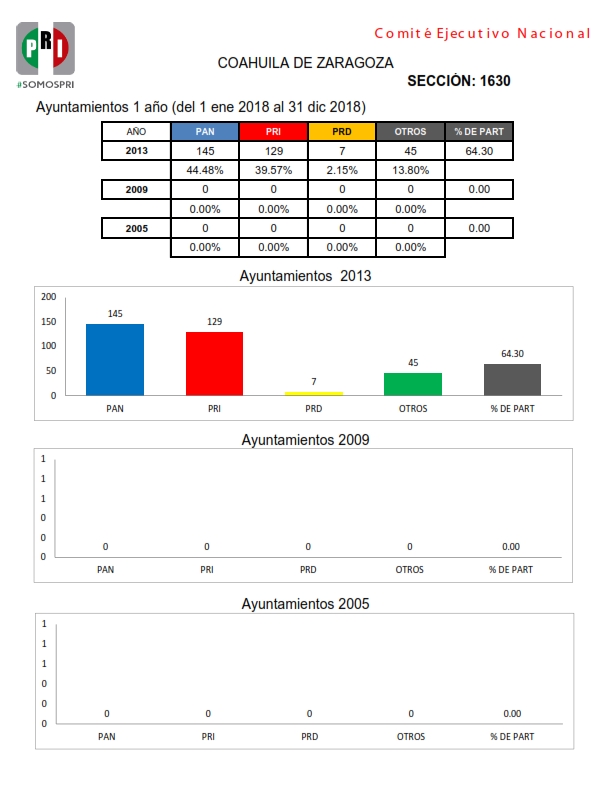 Comité Ejecutivo Nacional
PRI
#SOMOSPRI
COAHUILA DE ZARAGOZA
SECCIÓN: 1630
Ayuntamientos 1 año (del 1 ene 2018 al 31 dic 2018)
AÑO PAN PRI PRD OTROS % DE PART
2013 145 129 7 45 64.30
44.48% 39.57% 2.15% 13.80%
2009 0 0 0 0 0.00
0.00% 0.00% 0.00% 0.00%
2005 0 0 0 0 0.00
0.00% 0.00% 0.00% 0.00%
Ayuntamientos 2013
200
150
100
50
0
145 129 7 45 64.30
PAN PRI PRD OTROS % DE PART
Ayuntamientos 2009
1
1
1
0
0
0
0 0 0 0 0.00
PAN PRI PRD OTROS % DE PART
Ayuntamientos 2005
1
1
1
0
0
0
0 0 0 0 0.00
PAN PRI PRD OTROS % DE PART